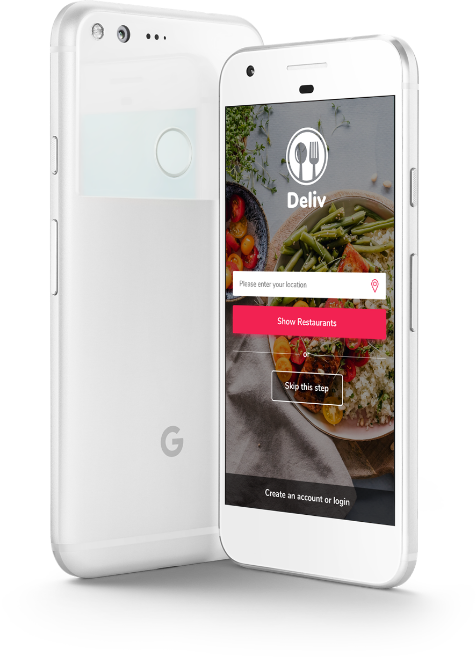 Deliv
Please enter your location
Show Restaurants
or
Skip this step
Create an account or login
G